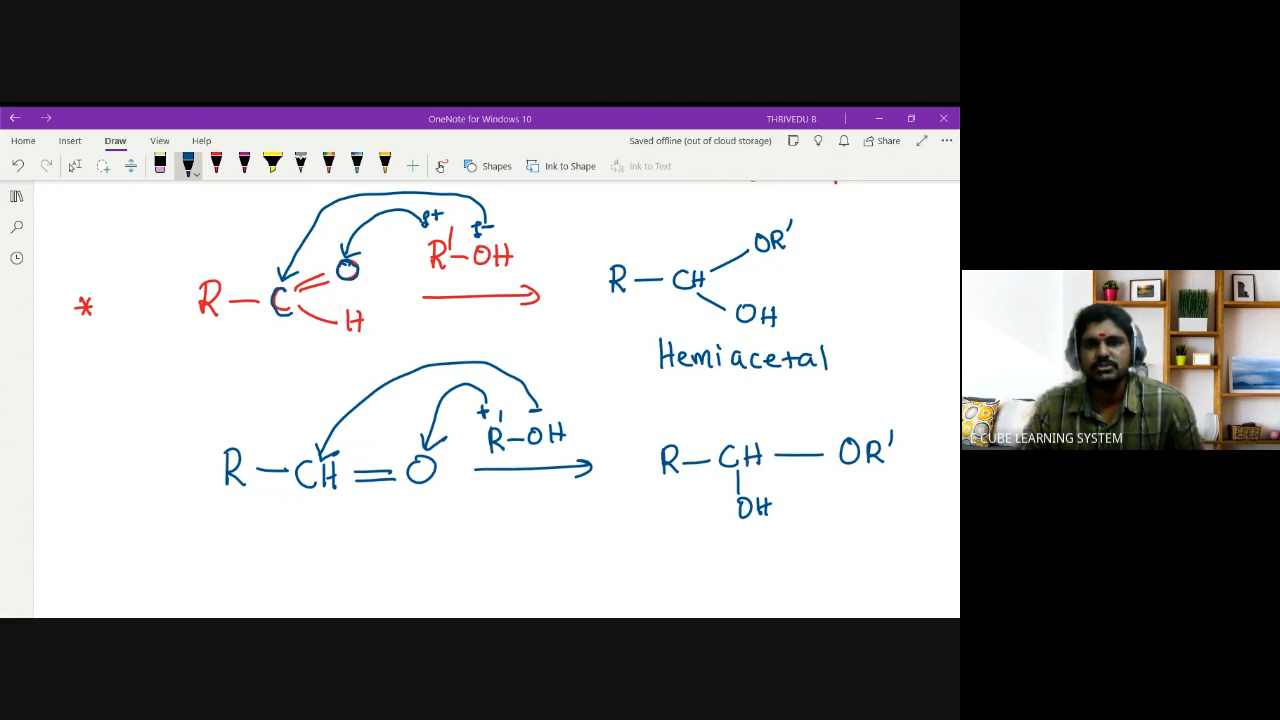 OneNote for Windows 10
THRIVEDU B
Home Insert Draw View Help
Saved offline (out of cloud storage)
Share
Shapes
Ink to Shape
Ink to Text
δ+ δ-
R'—OH
* R—C=O
H
R—CH
OR'
OH
Hemiacetal
+ -
R'—OH
R—CH=O
R—CH—OR'
OH
C CUBE LEARNING SYSTEM